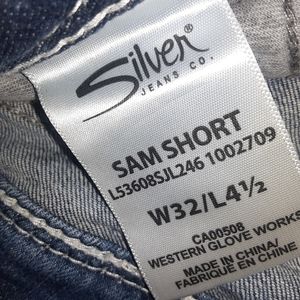 Silver®
JEANS CO.
SAM SHORT
L53608SJL246 1002709
W32/L4½
CA00508
WESTERN GLOVE WORKS
MADE IN CHINA/
FABRIQUÉ EN CHINE